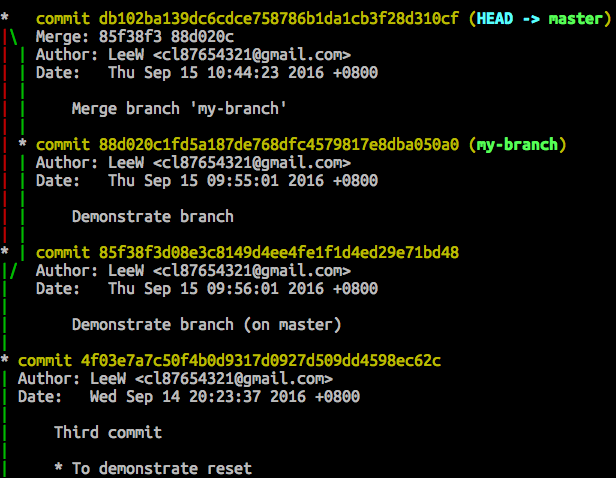 *   commit db102ba139dc6cdce758786b1da1cb3f28d310cf (HEAD -> master)
|\  Merge: 85f38f3 88d020c
| | Author: LeeW <cl87654321@gmail.com>
| | Date:   Thu Sep 15 10:44:23 2016 +0800
| |
| |     Merge branch 'my-branch'
| |
| * commit 88d020c1fd5a187de768dfc4579817e8dba050a0 (my-branch)
| | Author: LeeW <cl87654321@gmail.com>
| | Date:   Thu Sep 15 09:55:01 2016 +0800
| |
| |     Demonstrate branch
| |
* | commit 85f38f3d08e3c8149d4ee4fe1f1d4ed29e71bd48
|/  Author: LeeW <cl87654321@gmail.com>
|   Date:   Thu Sep 15 09:56:01 2016 +0800
|
|       Demonstrate branch (on master)
|
* commit 4f03e7a7c50f4b0d9317d0927d509dd4598ec62c
| Author: LeeW <cl87654321@gmail.com>
| Date:   Wed Sep 14 20:23:37 2016 +0800
|
|     Third commit
|
|     * To demonstrate reset